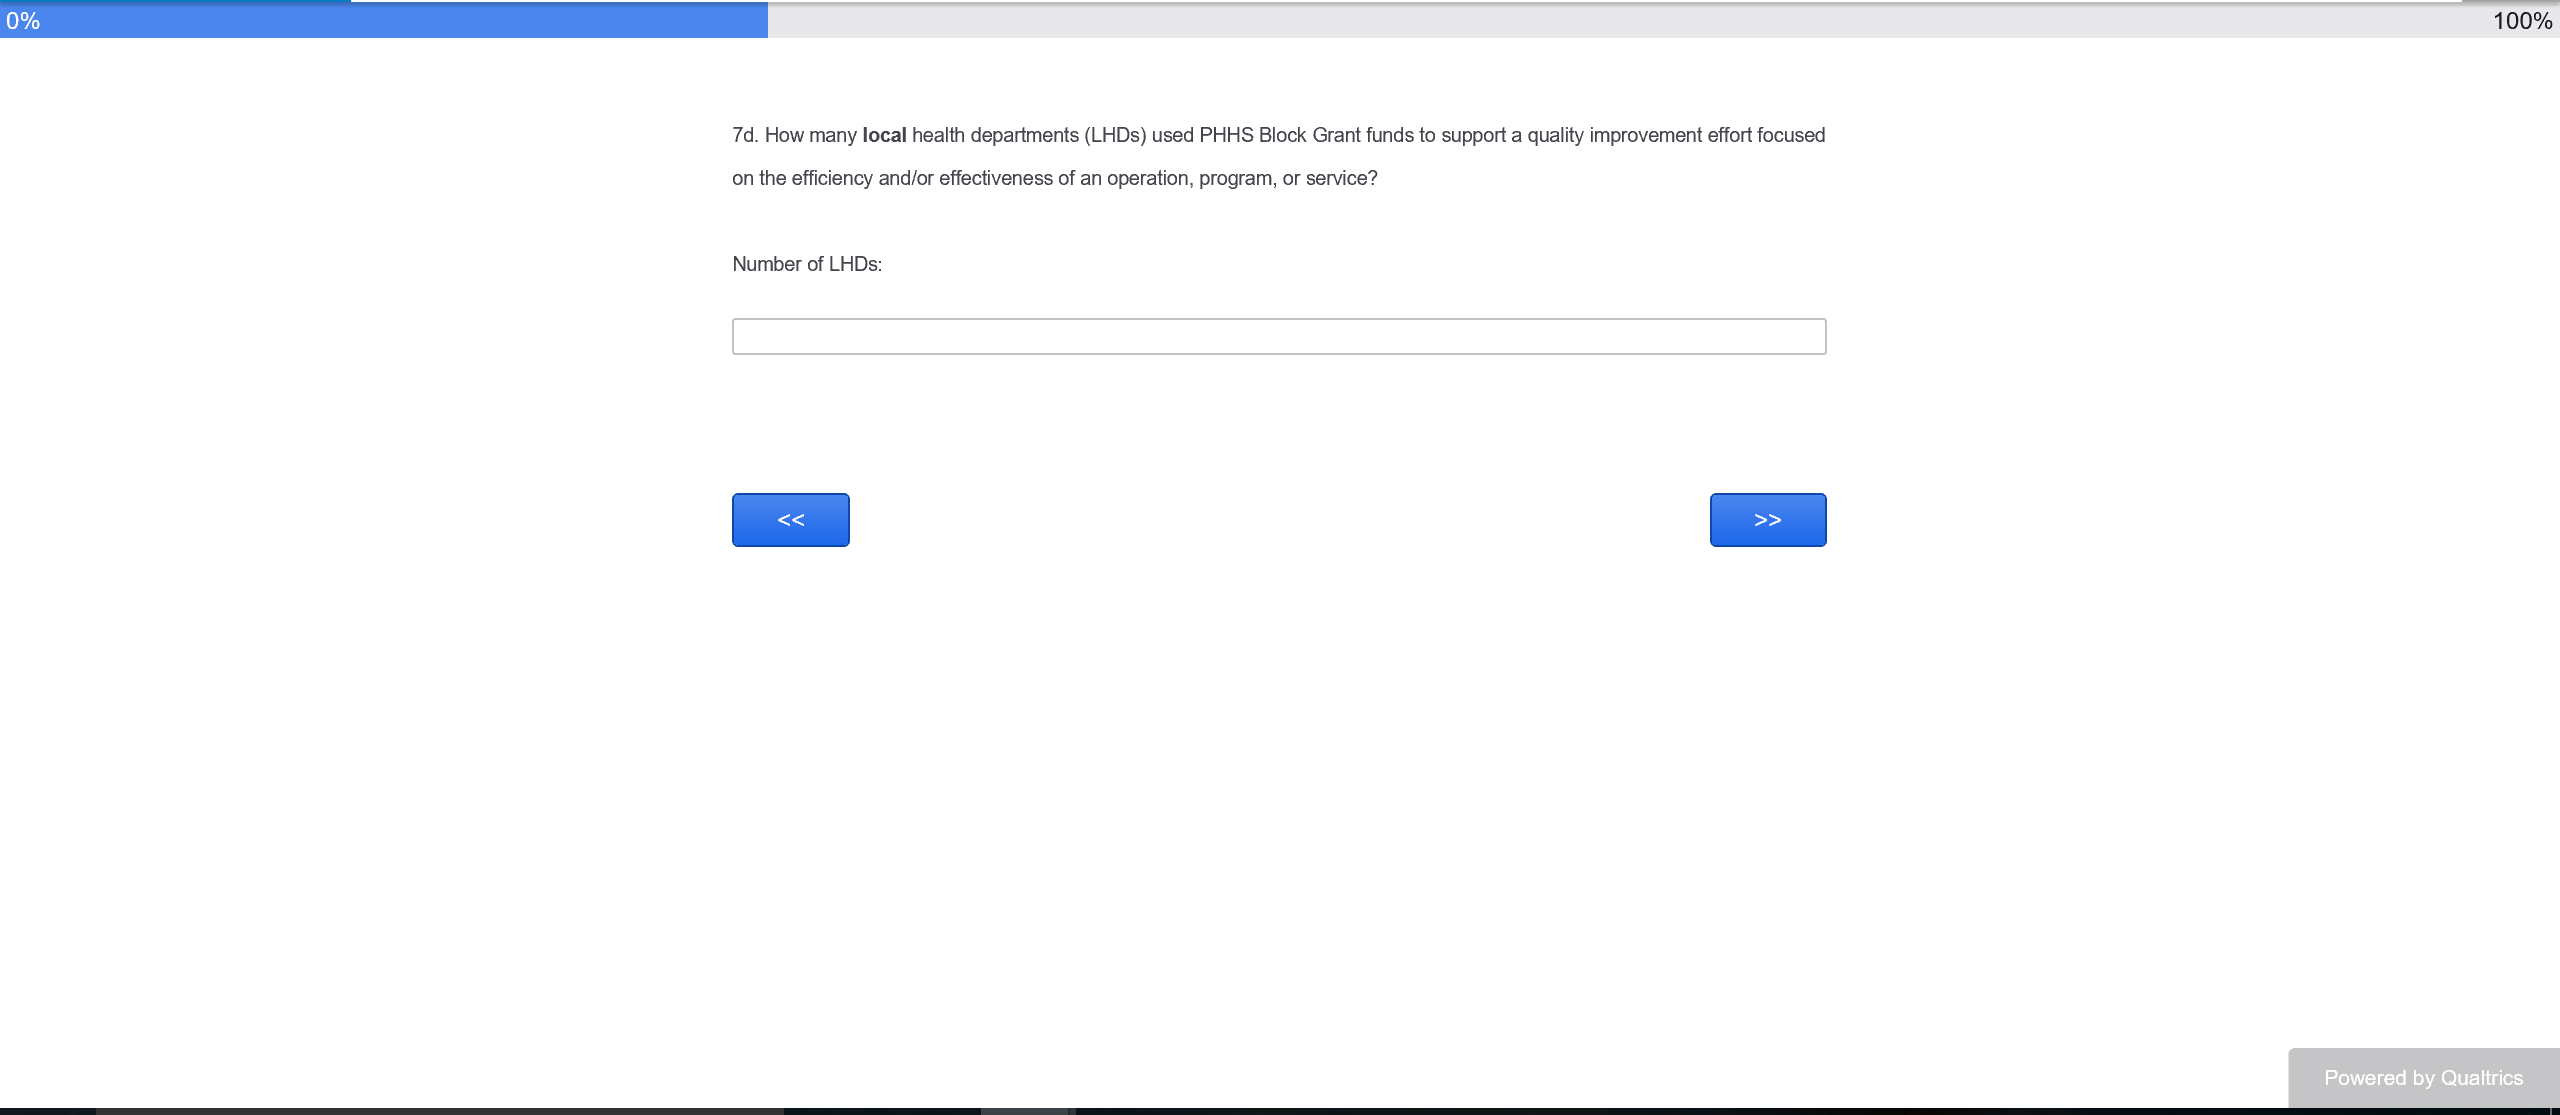 0%
100%
7d. How many local health departments (LHDs) used PHHS Block Grant funds to support a quality improvement effort focused
on the efficiency and/or effectiveness of an operation, program, or service?
Number of LHDs:
<<
>>
Powered by Qualtrics